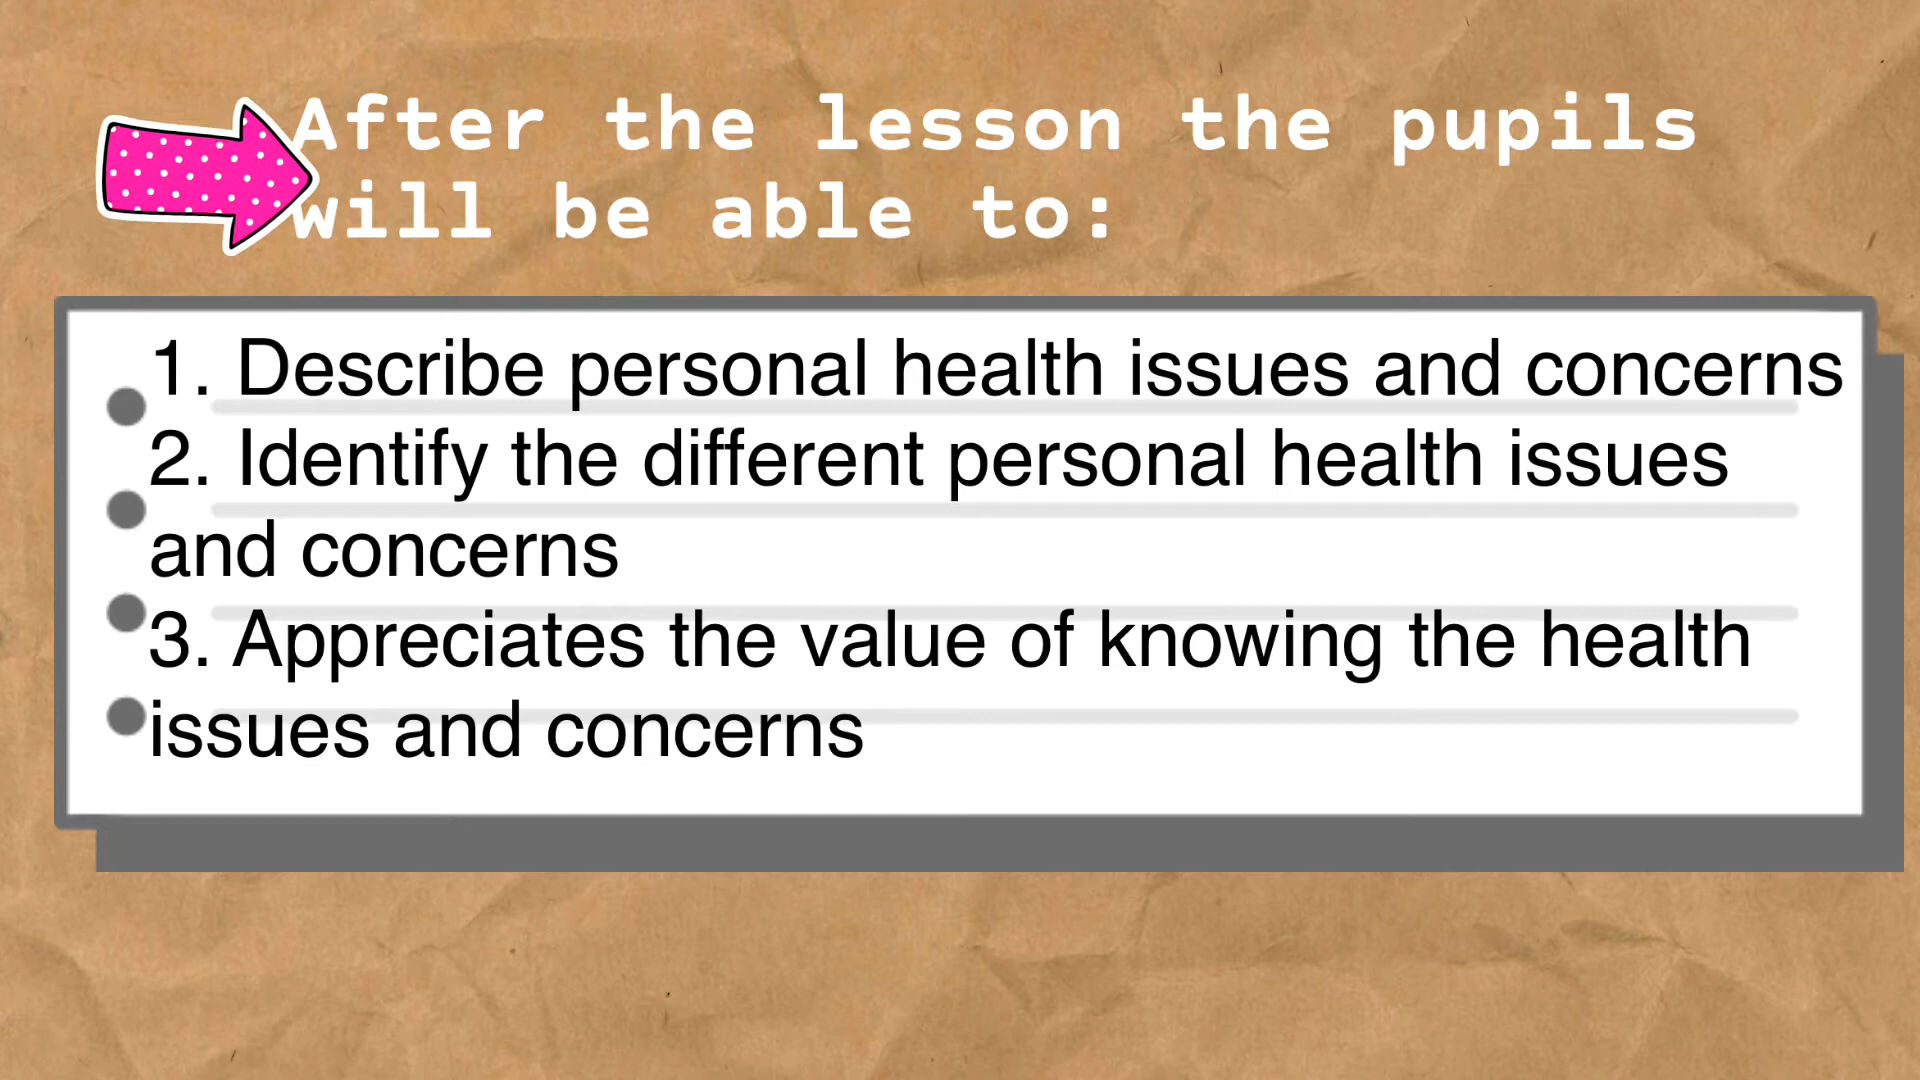 After the lesson the pupils
will be able to:
1. Describe personal health issues and concerns
2. Identify the different personal health issues
and concerns
3. Appreciates the value of knowing the health
issues and concerns